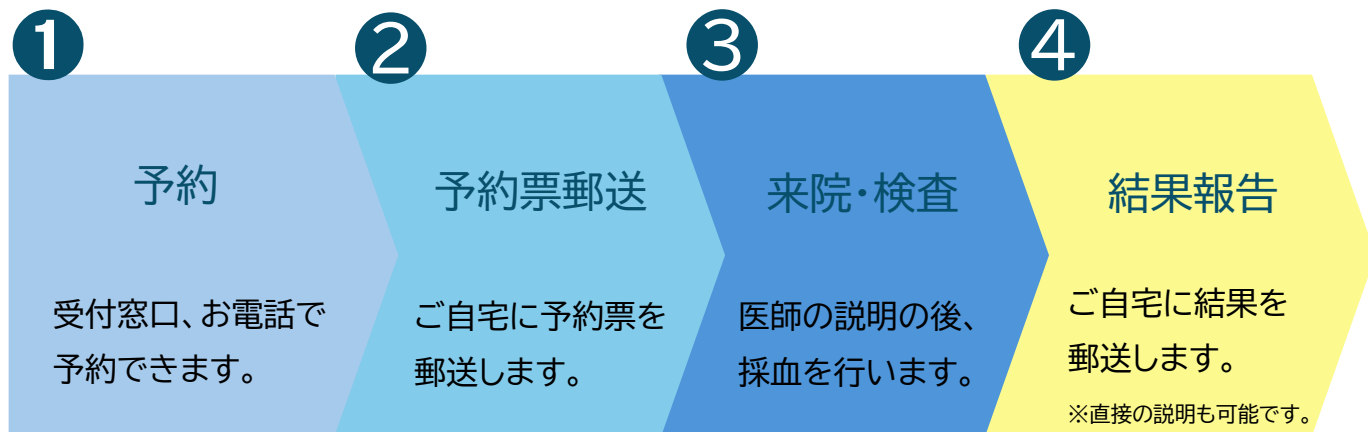 1
予約
受付窓口、お電話で
予約できます。
2
予約票郵送
ご自宅に予約票を
郵送します。
3
来院・検査
医師の説明の後、
採血を行います。
4
結果報告
ご自宅に結果を
郵送します。
※直接の説明も可能です。